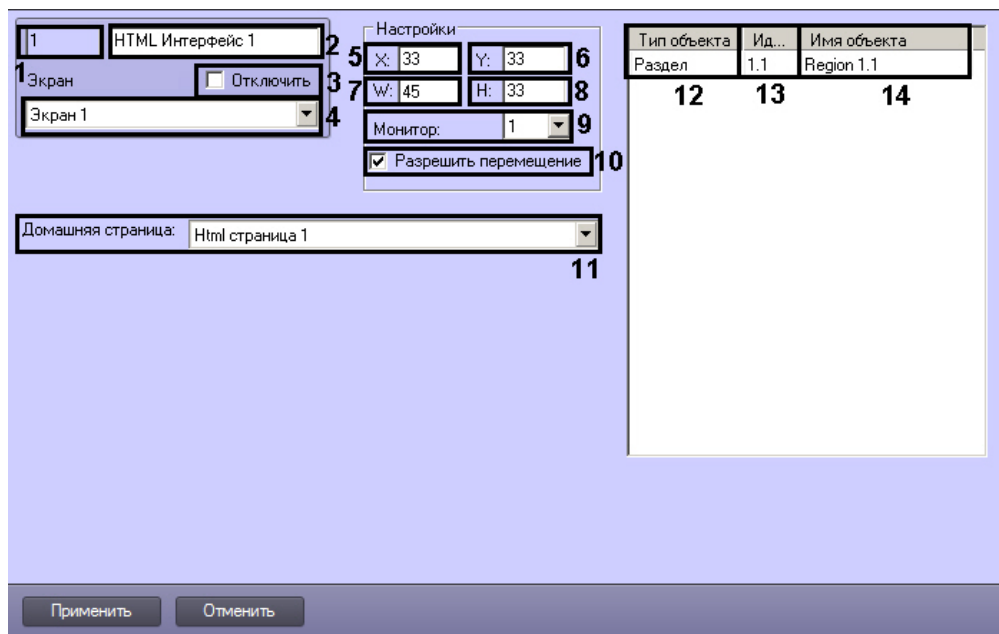 1 HTML Интерфейс 1 2
1 Экран Отключить 3
Экран 1 4
Настройки
5 X: 33 Y: 33 6
7 W: 45 H: 33 8
Монитор: 1 9
Разрешить перемещение 10
Домашняя страница: Html страница 1
11
Тип объекта Ид... Имя объекта
Раздел 1.1 Region 1.1
12 13 14
Применить Отменить